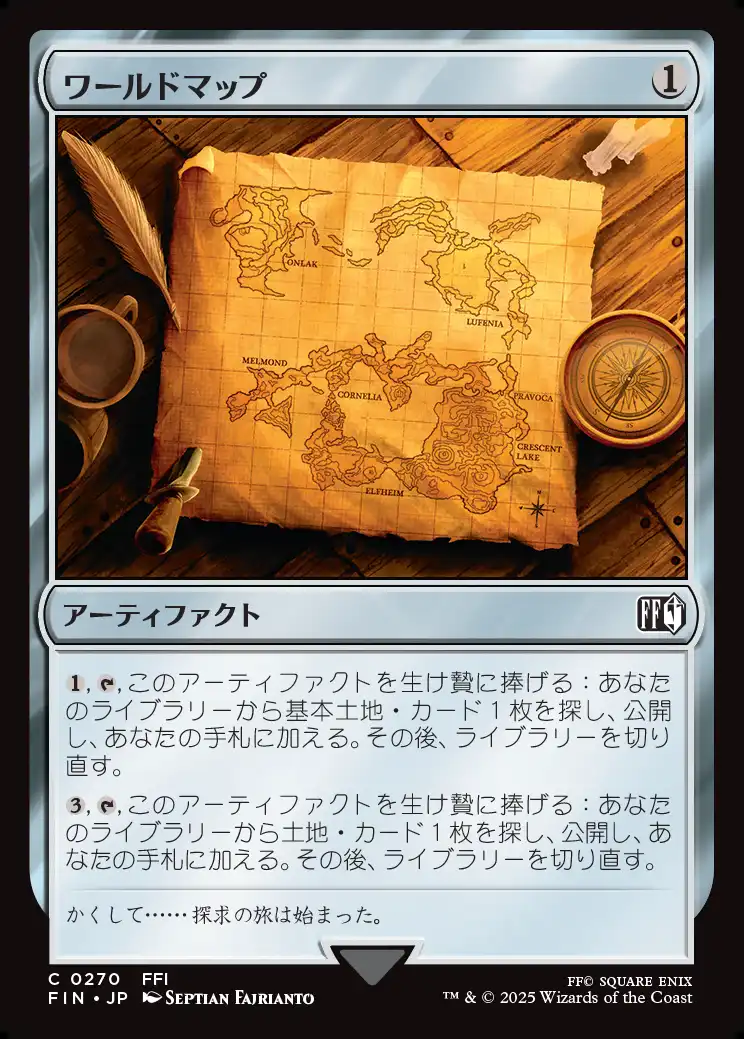 ワールドマップ 1
ONLAK
LUFENIA
MELMOND
CORNELIA
PRAVOCA
CRESCENT
LAKE
ELFHEIM
アーティファクト FF
1, このアーティファクトを生け贄に捧げる：あなた
のライブラリーから基本土地・カード１枚を探し、公開
し、あなたの手札に加える。その後、ライブラリーを切り
直す。
3, このアーティファクトを生け贄に捧げる：あなた
のライブラリーから土地・カード１枚を探し、公開し、あ
なたの手札に加える。その後、ライブラリーを切り直す。
かくして……探求の旅は始まった。
C 0270 FFI
FIN • JP SEPTIAN FAJRIANTO
FF© SQUARE ENIX
™ & © 2025 Wizards of the Coast